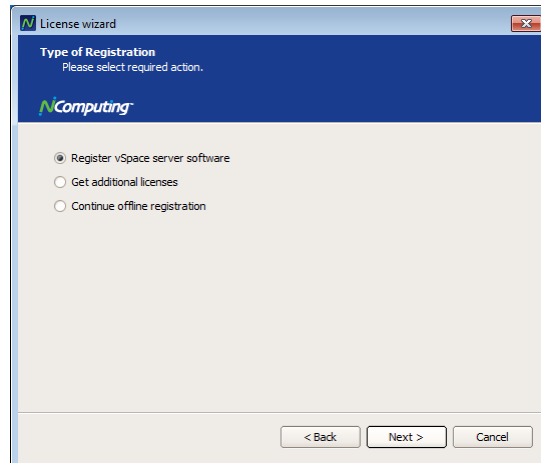 License wizard
Type of Registration
Please select required action.
NComputing
Register vSpace server software
Get additional licenses
Continue offline registration
< Back Next > Cancel